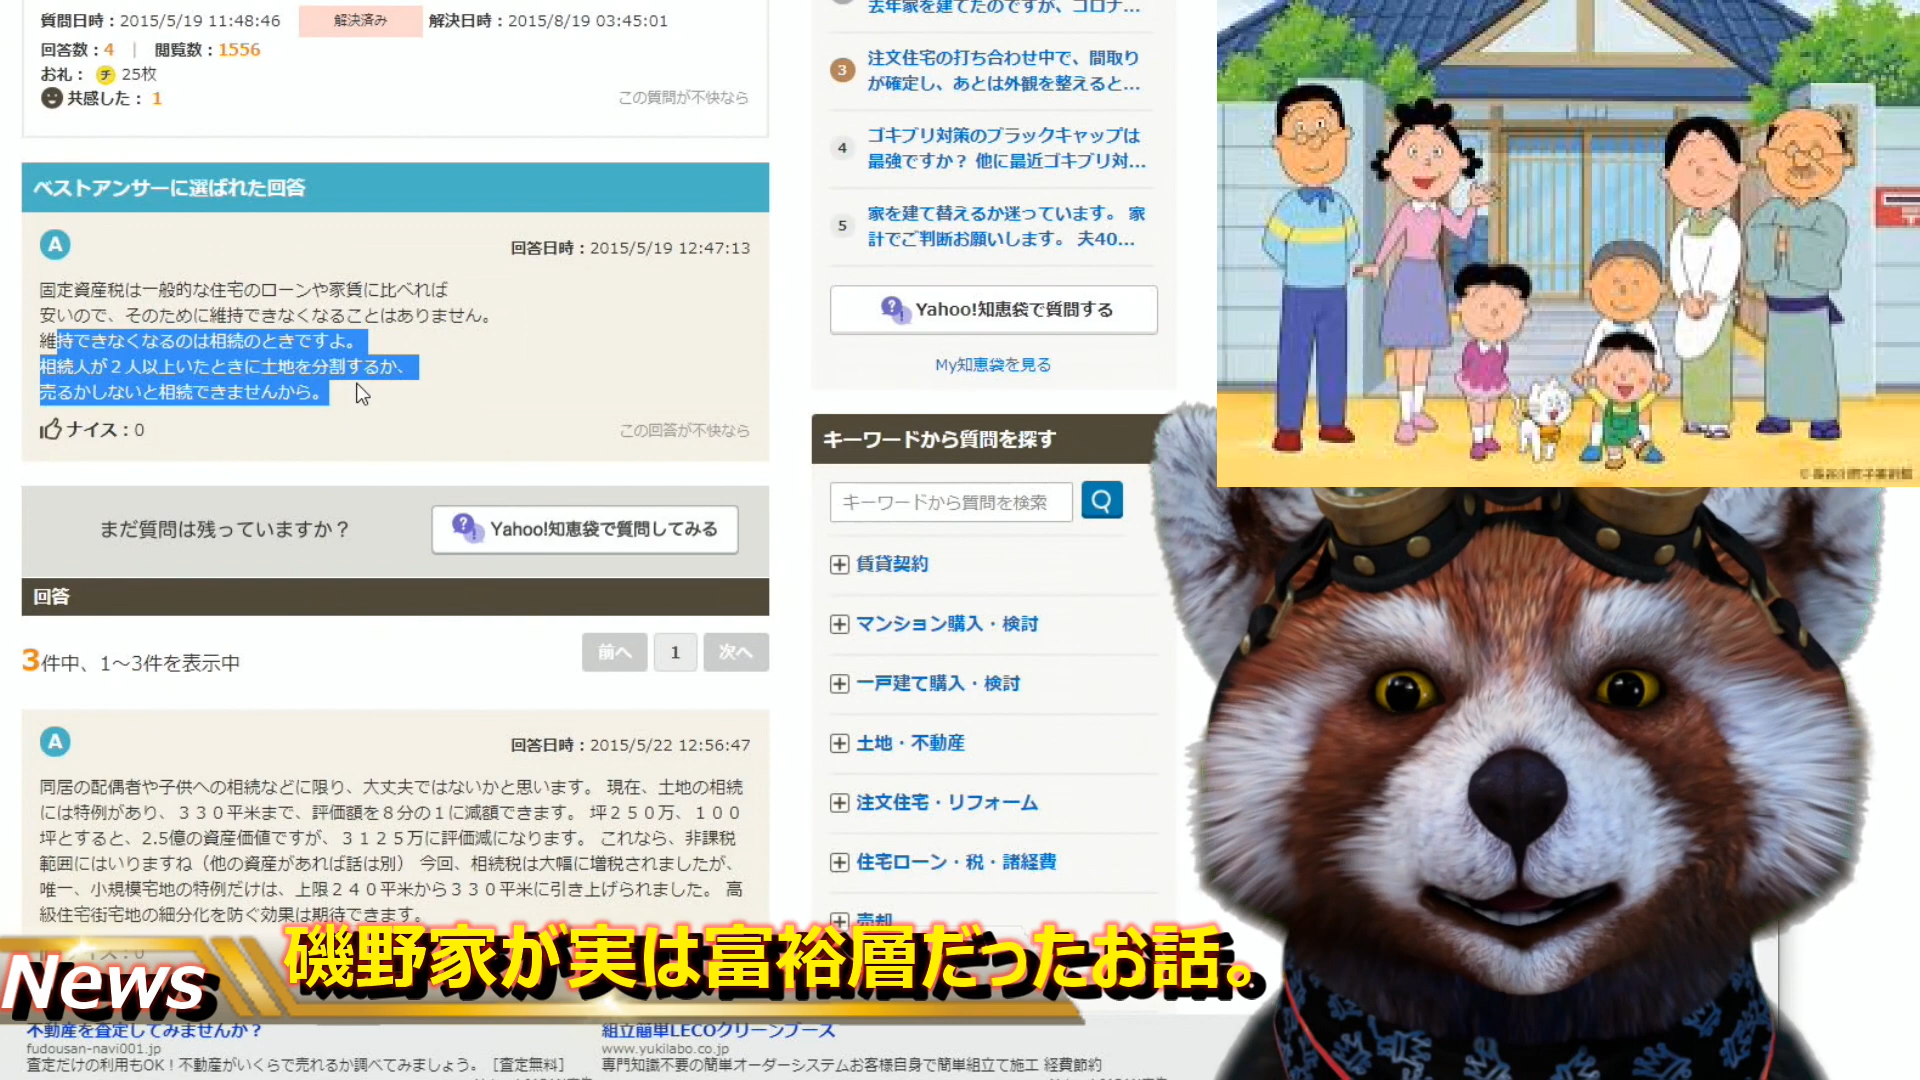 質問日時：2015/5/19 11:48:46
解決済み
解決日時：2015/8/19 03:45:01
回答数：4 | 閲覧数：1556
お礼： チ 25枚
共感した： 1
この質問が不快なら
ベストアンサーに選ばれた回答
A
回答日時：2015/5/19 12:47:13
固定資産税は一般的な住宅のローンや家賃に比べれば
安いので、そのために維持できなくなることはありません。
維持できなくなるのは相続のときですよ。
相続人が２人以上いたときに土地を分割するか、
売るかしないと相続できませんから。
ナイス：0
この回答が不快なら
まだ質問は残っていますか？
Yahoo!知恵袋で質問してみる
回答
3件中、1～3件を表示中
前へ
1
次へ
A
回答日時：2015/5/22 12:56:47
同居の配偶者や子供への相続などに限り、大丈夫ではないかと思います。 現在、土地の相続
には特例があり、３３０平米まで、評価額を８分の１に減額できます。 坪２５０万、１００
坪とすると、2.5億の資産価値ですが、３１２５万に評価減になります。 これなら、非課税
範囲にはいりますね（他の資産があれば話は別） 今回、相続税は大幅に増税されましたが、
唯一、小規模宅地の特例だけは、上限２４０平米から３３０平米に引き上げられました。 高
級住宅街宅地の細分化を防ぐ効果は期待できます。
去年家を建てたのですが、コロナ...
3
注文住宅の打ち合わせ中で、間取り
が確定し、あとは外観を整えると...
4
ゴキブリ対策のブラックキャップは
最強ですか？ 他に最近ゴキブリ対...
5
家を建て替えるか迷っています。 家
計でご判断お願いします。 夫40...
Yahoo!知恵袋で質問する
My知恵袋を見る
キーワードから質問を探す
キーワードから質問を検索
賃貸契約
マンション購入・検討
一戸建て購入・検討
土地・不動産
注文住宅・リフォーム
住宅ローン・税・諸経費
売却
News
磯野家が実は富裕層だったお話。
不動産を査定してみませんか？
fudousan-navi001.jp
査定だけの利用もOK！不動産がいくらで売れるか調べてみましょう。［査定無料］
組立簡単LECOクリーンブース
www.yukilabo.co.jp
専門知識不要の簡単オーダーシステムお客様自身で簡単組立て施工 経費節約